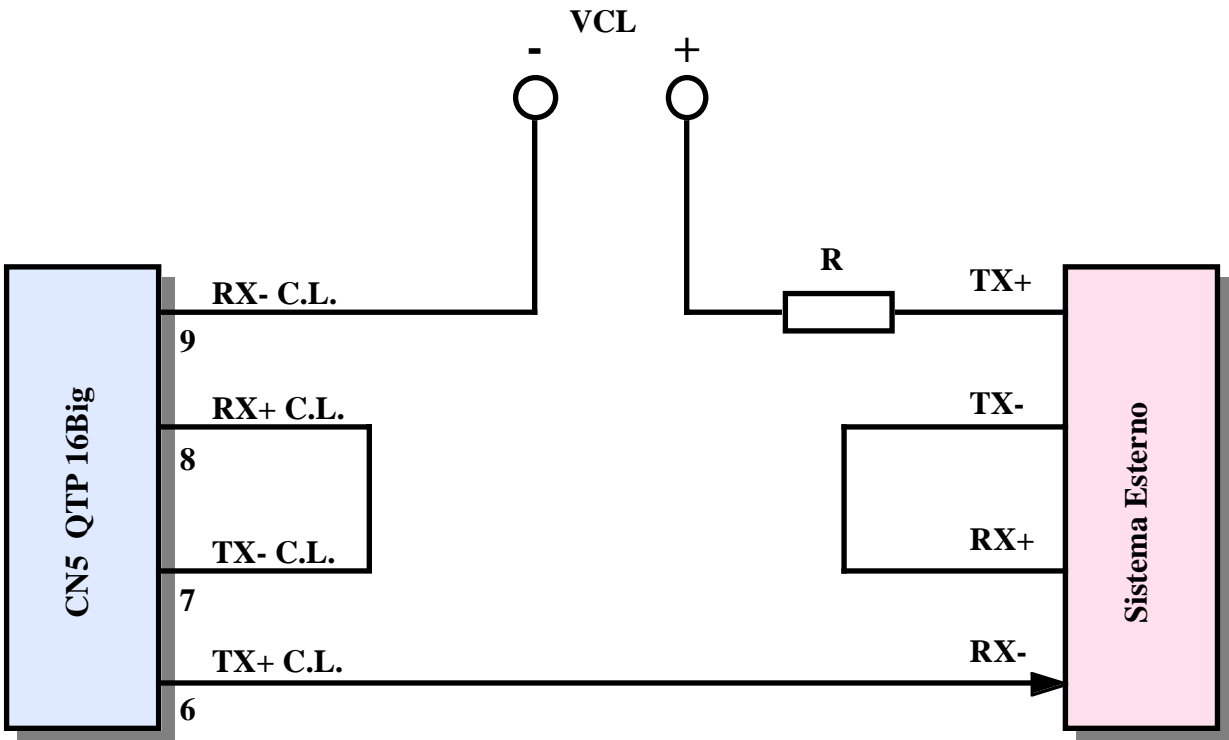 VCL
- +
R
CN5 QTP 16Big
RX- C.L.
9
RX+ C.L.
8
TX- C.L.
7
TX+ C.L.
6
TX+
TX-
RX+
RX-
Sistema Esterno